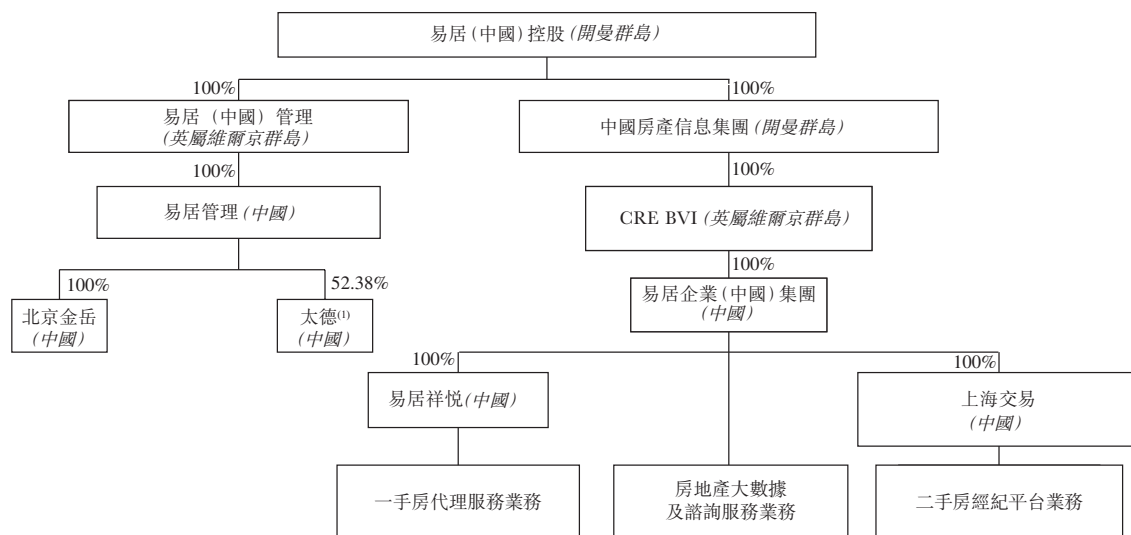 易居(中國)控股(開曼群島)
100%
100%
易居（中國）管理
(英屬維爾京群島)
中國房產信息集團(開曼群島)
100%
100%
易居管理(中國)
CRE BVI(英屬維爾京群島)
100%
100%
52.38%
北京金岳
(中國)
太德(1)
(中國)
易居企業(中國)集團
(中國)
100%
100%
易居祥悦(中國)
上海交易
(中國)
一手房代理服務業務
房地產大數據
及諮詢服務業務
二手房經紀平台業務